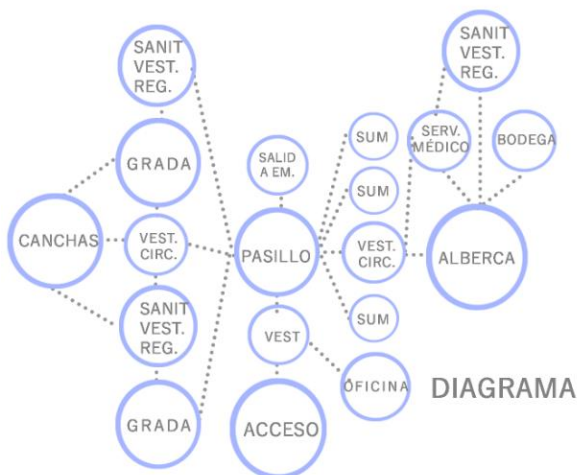 SANIT
VEST.
REG.
GRADA
CANCHAS
VEST.
CIRC.
SANIT
VEST.
REG.
GRADA
SALID
A EM.
PASILLO
VEST
ACCESO
OFICINA
SUM
SUM
VEST.
CIRC.
SUM
SANIT
VEST.
REG.
SERV.
MÉDICO
BODEGA
ALBERCA
DIAGRAMA